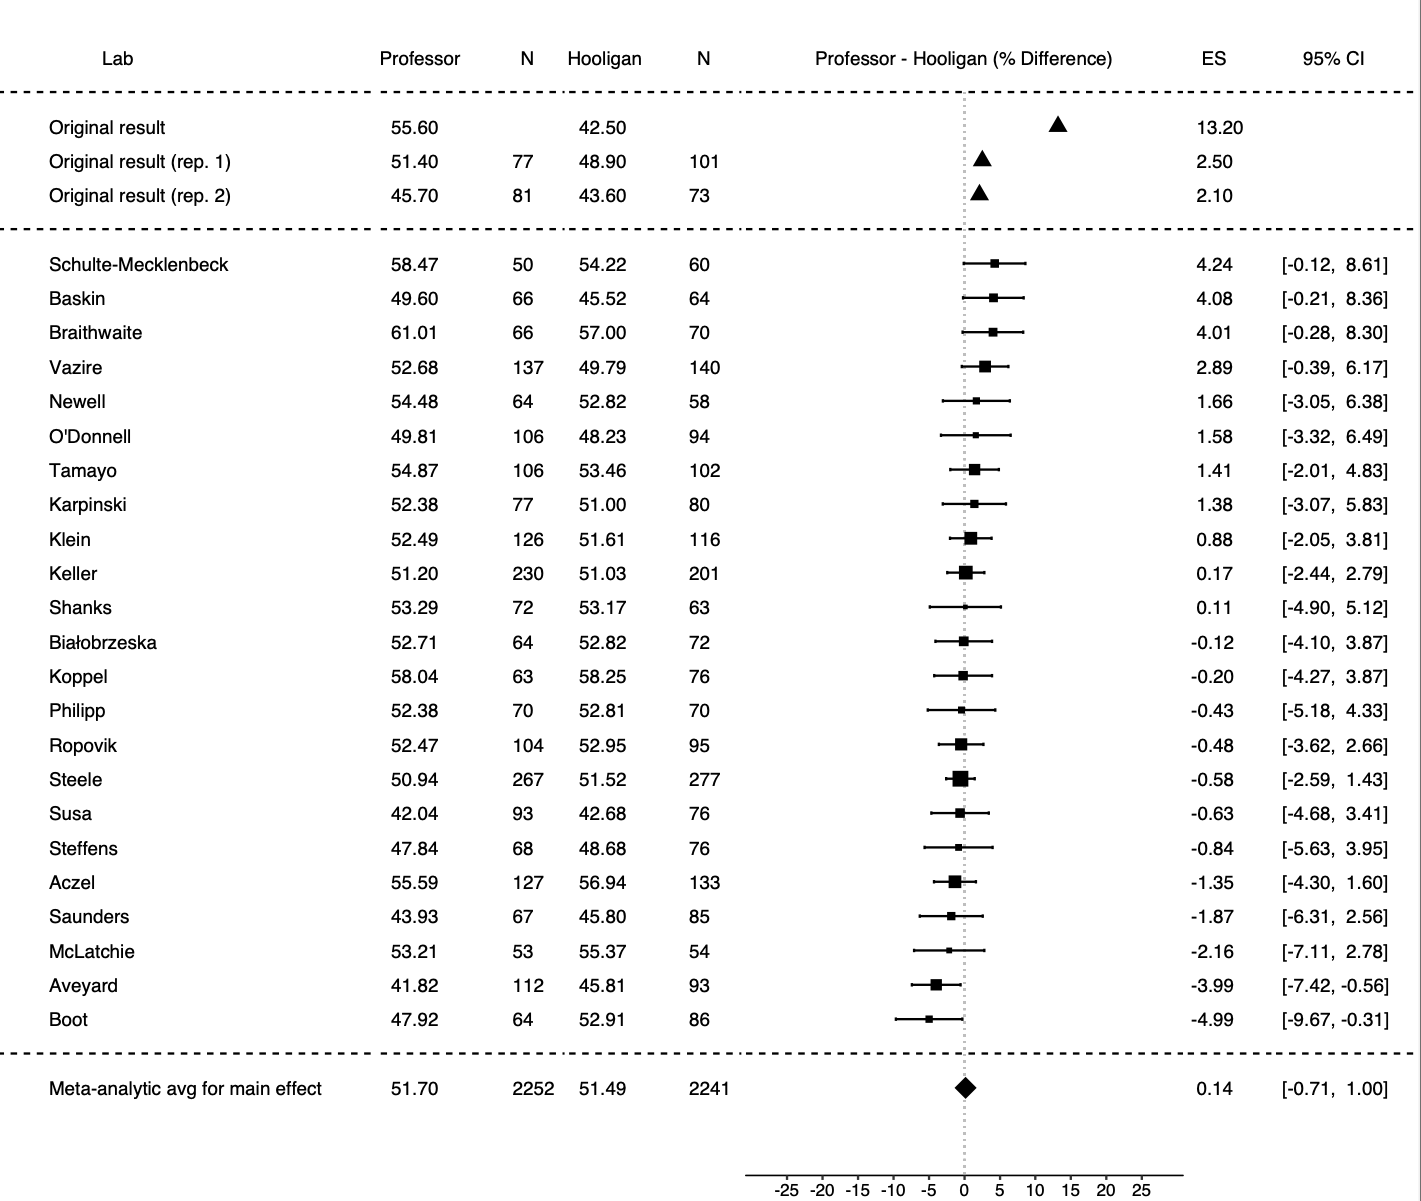 Lab Professor N Hooligan N Professor - Hooligan (% Difference) ES 95% CI
Original result 55.60 42.50 13.20
Original result (rep. 1) 51.40 77 48.90 101 2.50
Original result (rep. 2) 45.70 81 43.60 73 2.10
Schulte-Mecklenbeck 58.47 50 54.22 60 4.24 [-0.12, 8.61]
Baskin 49.60 66 45.52 64 4.08 [-0.21, 8.36]
Braithwaite 61.01 66 57.00 70 4.01 [-0.28, 8.30]
Vazire 52.68 137 49.79 140 2.89 [-0.39, 6.17]
Newell 54.48 64 52.82 58 1.66 [-3.05, 6.38]
O'Donnell 49.81 106 48.23 94 1.58 [-3.32, 6.49]
Tamayo 54.87 106 53.46 102 1.41 [-2.01, 4.83]
Karpinski 52.38 77 51.00 80 1.38 [-3.07, 5.83]
Klein 52.49 126 51.61 116 0.88 [-2.05, 3.81]
Keller 51.20 230 51.03 201 0.17 [-2.44, 2.79]
Shanks 53.29 72 53.17 63 0.11 [-4.90, 5.12]
Białobrzeska 52.71 64 52.82 72 -0.12 [-4.10, 3.87]
Koppel 58.04 63 58.25 76 -0.20 [-4.27, 3.87]
Philipp 52.38 70 52.81 70 -0.43 [-5.18, 4.33]
Ropovik 52.47 104 52.95 95 -0.48 [-3.62, 2.66]
Steele 50.94 267 51.52 277 -0.58 [-2.59, 1.43]
Susa 42.04 93 42.68 76 -0.63 [-4.68, 3.41]
Steffens 47.84 68 48.68 76 -0.84 [-5.63, 3.95]
Aczel 55.59 127 56.94 133 -1.35 [-4.30, 1.60]
Saunders 43.93 67 45.80 85 -1.87 [-6.31, 2.56]
McLatchie 53.21 53 55.37 54 -2.16 [-7.11, 2.78]
Aveyard 41.82 112 45.81 93 -3.99 [-7.42, -0.56]
Boot 47.92 64 52.91 86 -4.99 [-9.67, -0.31]
Meta-analytic avg for main effect 51.70 2252 51.49 2241 0.14 [-0.71, 1.00]
-25 -20 -15 -10 -5 0 5 10 15 20 25